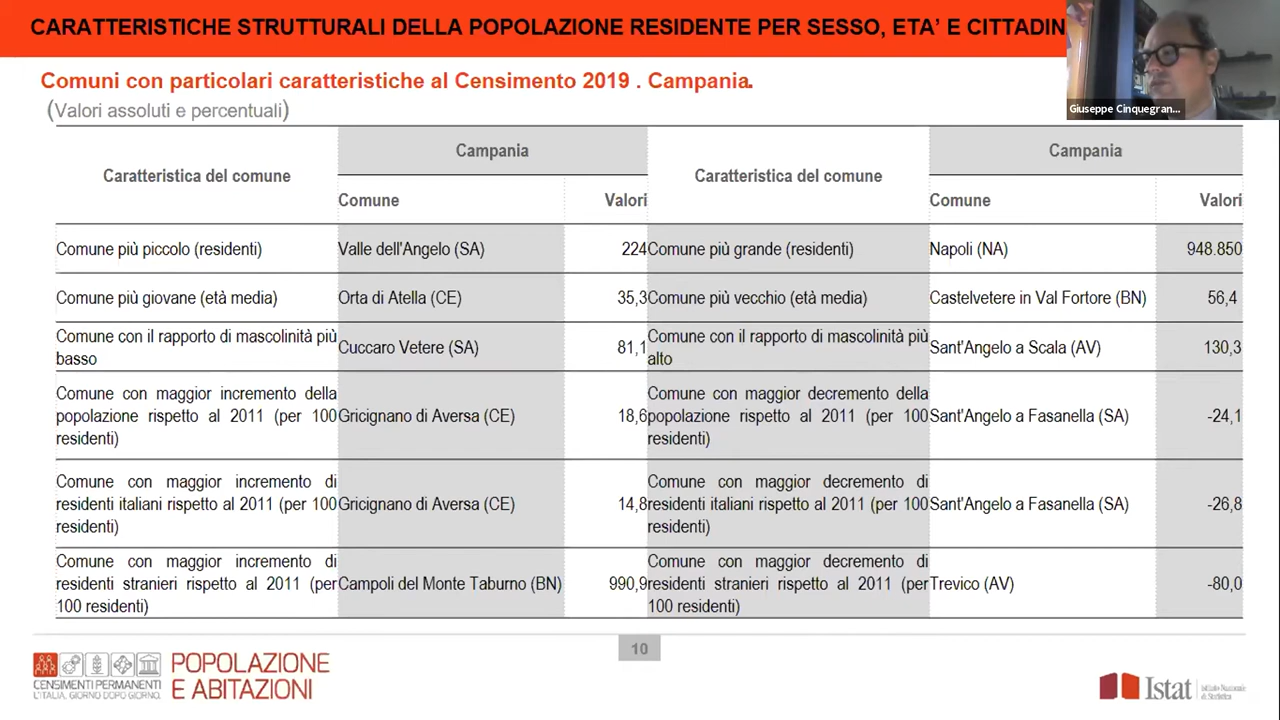 CARATTERISTICHE STRUTTURALI DELLA POPOLAZIONE RESIDENTE PER SESSO, ETA' E CITTADIN
Giuseppe Cinquegran...
Comuni con particolari caratteristiche al Censimento 2019 . Campania.
(Valori assoluti e percentuali)
Caratteristica del comune
Campania
Caratteristica del comune
Campania
Comune
Valori
Comune
Valori
Comune più piccolo (residenti)
Valle dell'Angelo (SA)
224
Comune più grande (residenti)
Napoli (NA)
948.850
Comune più giovane (età media)
Orta di Atella (CE)
35,3
Comune più vecchio (età media)
Castelvetere in Val Fortore (BN)
56,4
Comune con il rapporto di mascolinità più
basso
Cuccaro Vetere (SA)
81,1
Comune con il rapporto di mascolinità più
alto
Sant'Angelo a Scala (AV)
130,3
Comune con maggior incremento della
popolazione rispetto al 2011 (per 100
residenti)
Gricignano di Aversa (CE)
18,6
Comune con maggior decremento della
popolazione rispetto al 2011 (per 100
residenti)
Sant'Angelo a Fasanella (SA)
-24,1
Comune con maggior incremento di
residenti italiani rispetto al 2011 (per 100
residenti)
Gricignano di Aversa (CE)
14,8
Comune con maggior decremento di
residenti italiani rispetto al 2011 (per 100
residenti)
Sant'Angelo a Fasanella (SA)
-26,8
Comune con maggior incremento di
residenti stranieri rispetto al 2011 (per
100 residenti)
Campoli del Monte Taburno (BN)
990,9
Comune con maggior decremento di
residenti stranieri rispetto al 2011 (per
100 residenti)
Trevico (AV)
-80,0
10
CENSIMENTI PERMANENTI
L'ITALIA, GIORNO DOPO GIORNO.
POPOLAZIONE
E ABITAZIONI
Istat
Istituto Nazionale
di Statistica